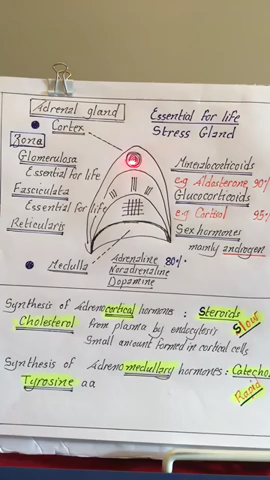 Adrenal gland
Essential for life
Cortex
Stress Gland
Zona
Glomerulosa
Mineralocorticoids
Essential for life
e.g Aldosterone 90%
Fasciculata
Glucocorticoids
Essential for life
e.g Cortisol 95%
Reticularis
Sex hormones
mainly androgen
Medulla
Adrenaline 80%
Noradrenaline
Dopamine
Synthesis of Adrenocortical hormones : Steroids
Cholesterol from plasma by endocytosis Slow
Small amount formed in cortical cells
Synthesis of Adrenomedullary hormones : Catecho
Tyrosine aa
Rapid